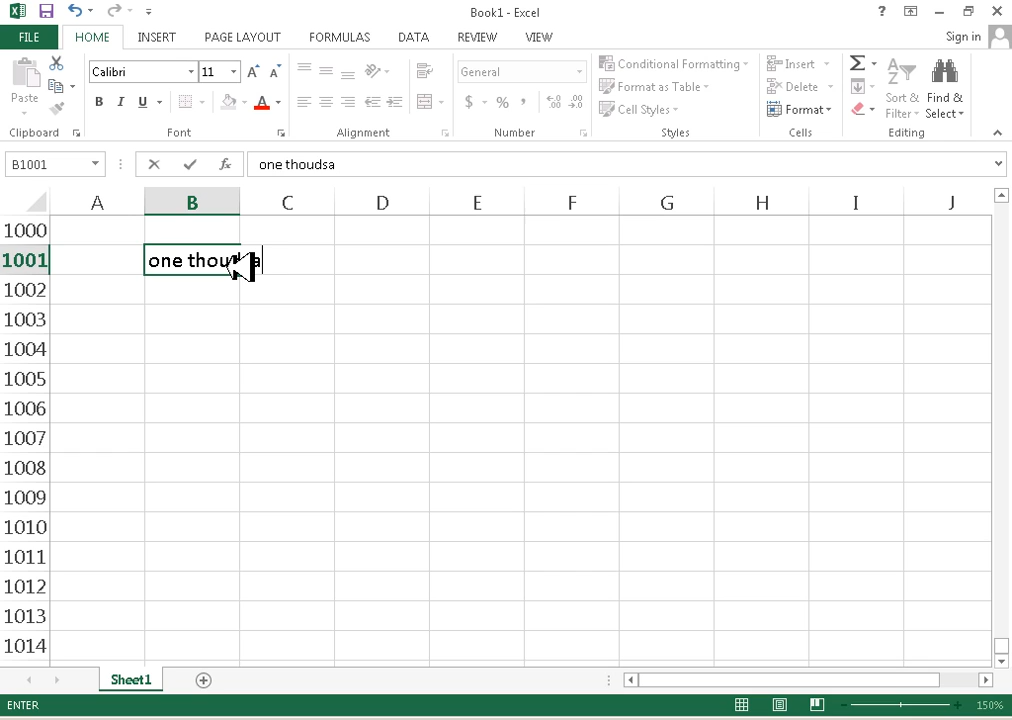 Book1 - Excel
?
FILE HOME INSERT PAGE LAYOUT FORMULAS DATA REVIEW VIEW Sign in
Paste
Calibri 11
B I U A
General
$ % ,
Conditional Formatting
Format as Table
Cell Styles
Insert
Delete
Format
Sort &
Filter
Find &
Select
Clipboard Font Alignment Number Styles Cells Editing
B1001 fx one thoudsa
A B C D E F G H I J
1000
1001 one thoudsa
1002
1003
1004
1005
1006
1007
1008
1009
1010
1011
1012
1013
1014
Sheet1
ENTER 150%